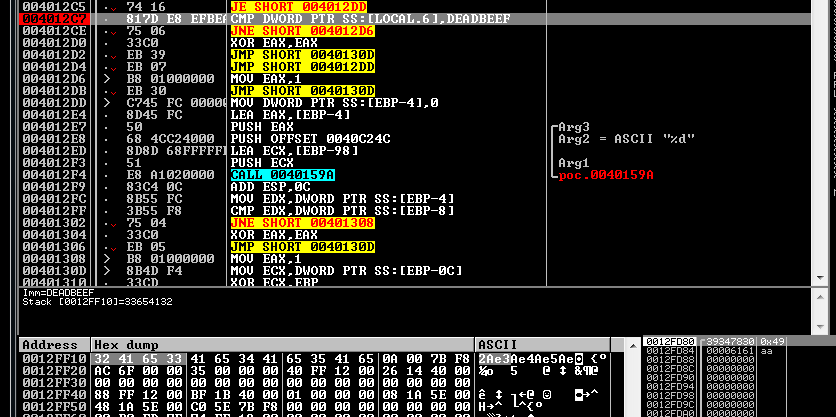 004012C5 . 74 16 JE SHORT 004012DD
004012C7 . 817D E8 EFBEA CMP DWORD PTR SS:[LOCAL.6],DEADBEEF
004012CE . 75 06 JNE SHORT 004012D6
004012D0 . 33C0 XOR EAX,EAX
004012D2 . EB 39 JMP SHORT 0040130D
004012D4 . EB 07 JMP SHORT 004012DD
004012D6 > B8 01000000 MOV EAX,1
004012DB . EB 30 JMP SHORT 0040130D
004012DD > C745 FC 00000 MOV DWORD PTR SS:[EBP-4],0
004012E4 . 8D45 FC LEA EAX,[EBP-4]
004012E7 . 50 PUSH EAX Arg3
004012E8 . 68 4CC24000 PUSH OFFSET 0040C24C Arg2 = ASCII "%d"
004012ED . 8D8D 68FFFFF LEA ECX,[EBP-98]
004012F3 . 51 PUSH ECX Arg1
004012F4 . E8 A1020000 CALL 0040159A poc.0040159A
004012F9 . 83C4 0C ADD ESP,0C
004012FC . 8B55 FC MOV EDX,DWORD PTR SS:[EBP-4]
004012FF . 3B55 F8 CMP EDX,DWORD PTR SS:[EBP-8]
00401302 . 75 04 JNE SHORT 00401308
00401304 . 33C0 XOR EAX,EAX
00401306 . EB 05 JMP SHORT 0040130D
00401308 > B8 01000000 MOV EAX,1
0040130D > 8B4D F4 MOV ECX,DWORD PTR SS:[EBP-0C]
00401310 . 33CD XOR ECX,EBP
Imm=DEADBEEF
Stack [0012FF10]=33654132
Address Hex dump ASCII
0012FF10 32 41 65 33 41 65 34 41 65 35 41 65 0A 00 7B F8 2Ae3Ae4Ae5Ae
0012FF20 AC 6F 00 00 35 00 00 00 40 FF 12 00 26 14 40 00
0012FF30 00 00 00 00 00 00 00 00 00 00 00 00 00 00 00 00
0012FF40 88 FF 12 00 BF 1B 40 00 01 00 00 00 08 1A 5E 00
0012FF50 48 1A 5E 00 C0 5E 7B F8 00 00 00 00 00 00 00 00
0012FD80 39347830 0x49
0012FD84 00006161 aa
0012FD88 00000000
0012FD8C 00000000
0012FD90 00000000
0012FD94 00000000
0012FD98 00000000
0012FD9C 00000000